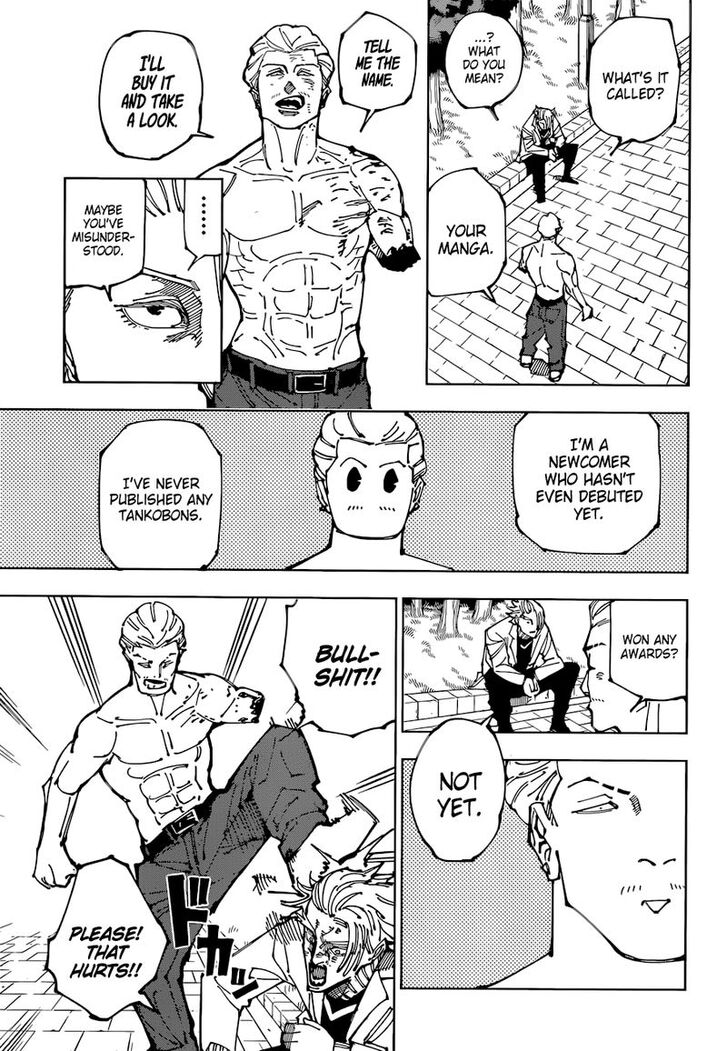 WHAT'S IT
CALLED?
...?
WHAT
DO YOU
MEAN?
YOUR
MANGA.
TELL
ME THE
NAME.
I'LL
BUY IT
AND TAKE
A LOOK.
......
MAYBE
YOU'VE
MISUNDER-
STOOD.
I'M A
NEWCOMER
WHO HASN'T
EVEN DEBUTED
YET.
I'VE NEVER
PUBLISHED ANY
TANKOBONS.
WON ANY
AWARDS?
NOT
YET.
BULL-
SHIT!!
ドカッ
PLEASE!
THAT
HURTS!!